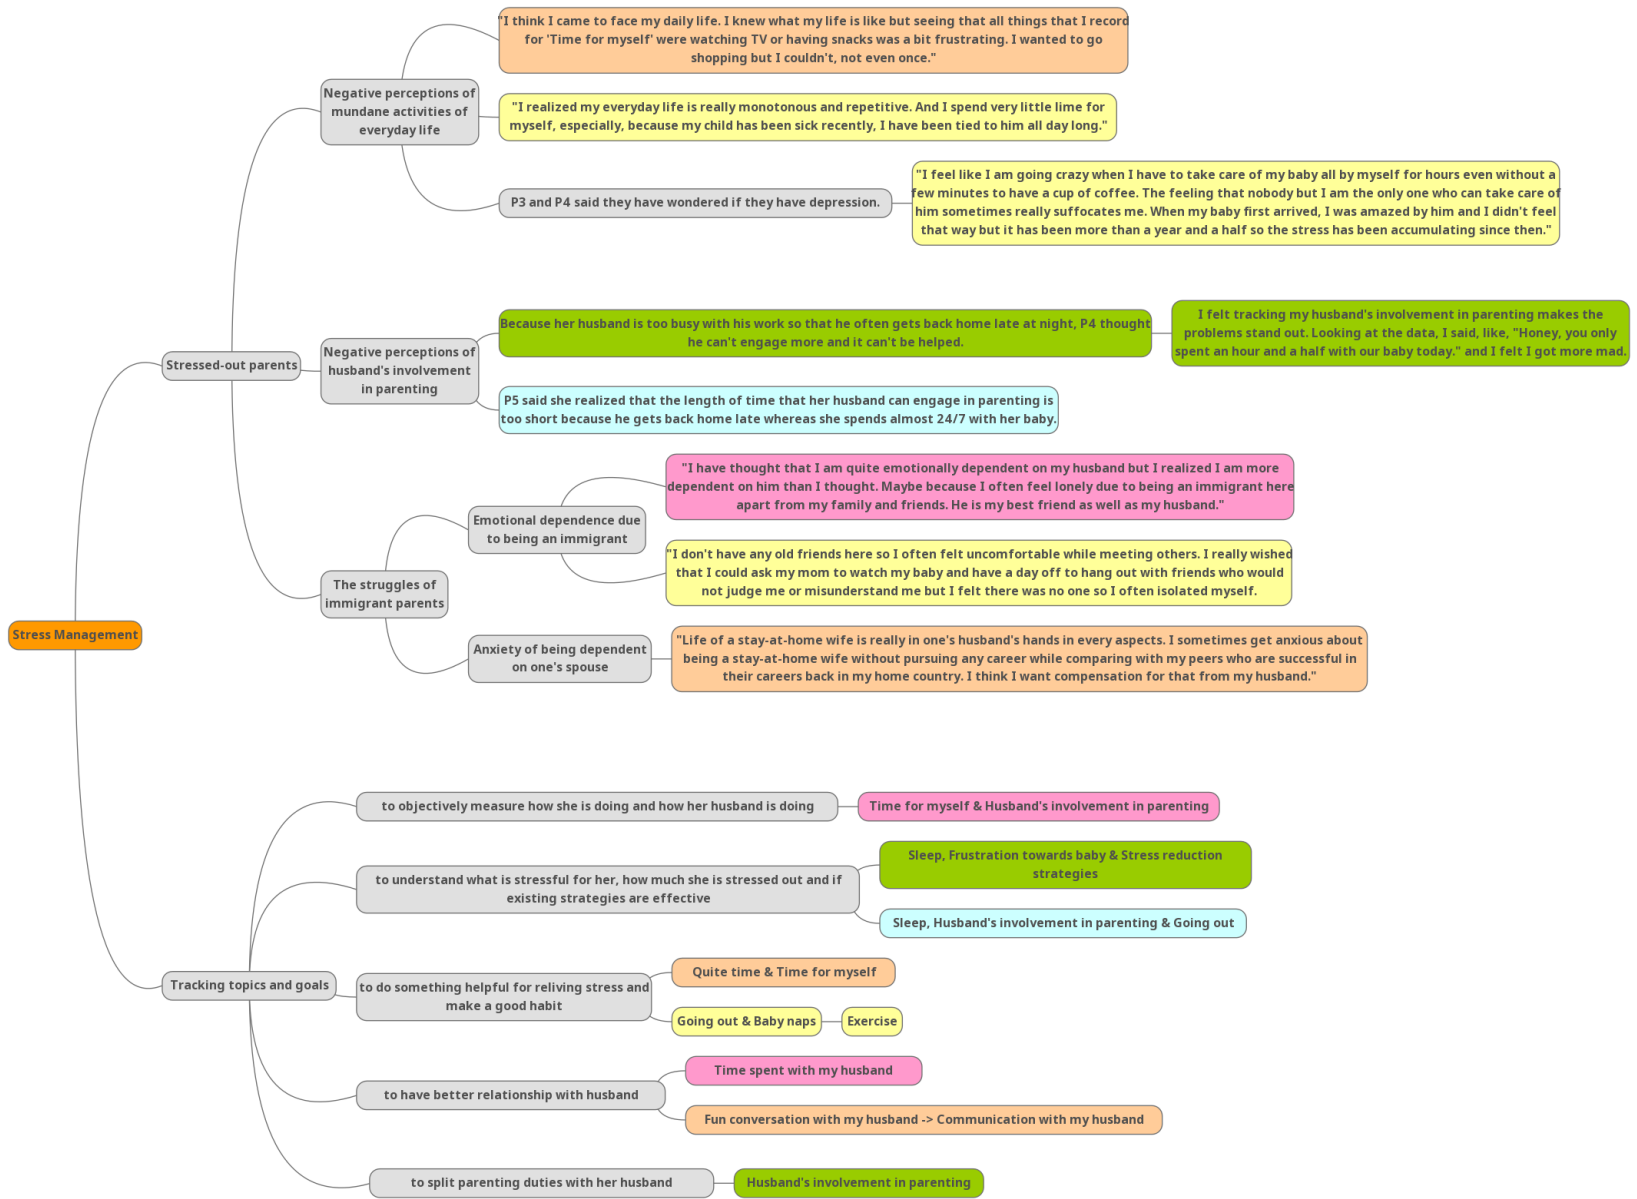 "I think I came to face my daily life. I knew what my life is like but seeing that all things that I record
for 'Time for myself' were watching TV or having snacks was a bit frustrating. I wanted to go
shopping but I couldn't, not even once."
Negative perceptions of
mundane activities of
everyday life
"I realized my everyday life is really monotonous and repetitive. And I spend very little lime for
myself, especially, because my child has been sick recently, I have been tied to him all day long."
P3 and P4 said they have wondered if they have depression.
"I feel like I am going crazy when I have to take care of my baby all by myself for hours even without a
few minutes to have a cup of coffee. The feeling that nobody but I am the only one who can take care of
him sometimes really suffocates me. When my baby first arrived, I was amazed by him and I didn't feel
that way but it has been more than a year and a half so the stress has been accumulating since then."
Stressed-out parents
Negative perceptions of
husband's involvement
in parenting
Because her husband is too busy with his work so that he often gets back home late at night, P4 thought
he can't engage more and it can't be helped.
I felt tracking my husband's involvement in parenting makes the
problems stand out. Looking at the data, I said, like, "Honey, you only
spent an hour and a half with our baby today." and I felt I got more mad.
P5 said she realized that the length of time that her husband can engage in parenting is
too short because he gets back home late whereas she spends almost 24/7 with her baby.
The struggles of
immigrant parents
Emotional dependence due
to being an immigrant
"I have thought that I am quite emotionally dependent on my husband but I realized I am more
dependent on him than I thought. Maybe because I often feel lonely due to being an immigrant here
apart from my family and friends. He is my best friend as well as my husband."
"I don't have any old friends here so I often felt uncomfortable while meeting others. I really wished
that I could ask my mom to watch my baby and have a day off to hang out with friends who would
not judge me or misunderstand me but I felt there was no one so I often isolated myself.
Anxiety of being dependent
on one's spouse
"Life of a stay-at-home wife is really in one's husband's hands in every aspects. I sometimes get anxious about
being a stay-at-home wife without pursuing any career while comparing with my peers who are successful in
their careers back in my home country. I think I want compensation for that from my husband."
Stress Management
Tracking topics and goals
to objectively measure how she is doing and how her husband is doing
Time for myself & Husband's involvement in parenting
to understand what is stressful for her, how much she is stressed out and if
existing strategies are effective
Sleep, Frustration towards baby & Stress reduction
strategies
Sleep, Husband's involvement in parenting & Going out
to do something helpful for reliving stress and
make a good habit
Quite time & Time for myself
Going out & Baby naps
Exercise
to have better relationship with husband
Time spent with my husband
Fun conversation with my husband -> Communication with my husband
to split parenting duties with her husband
Husband's involvement in parenting